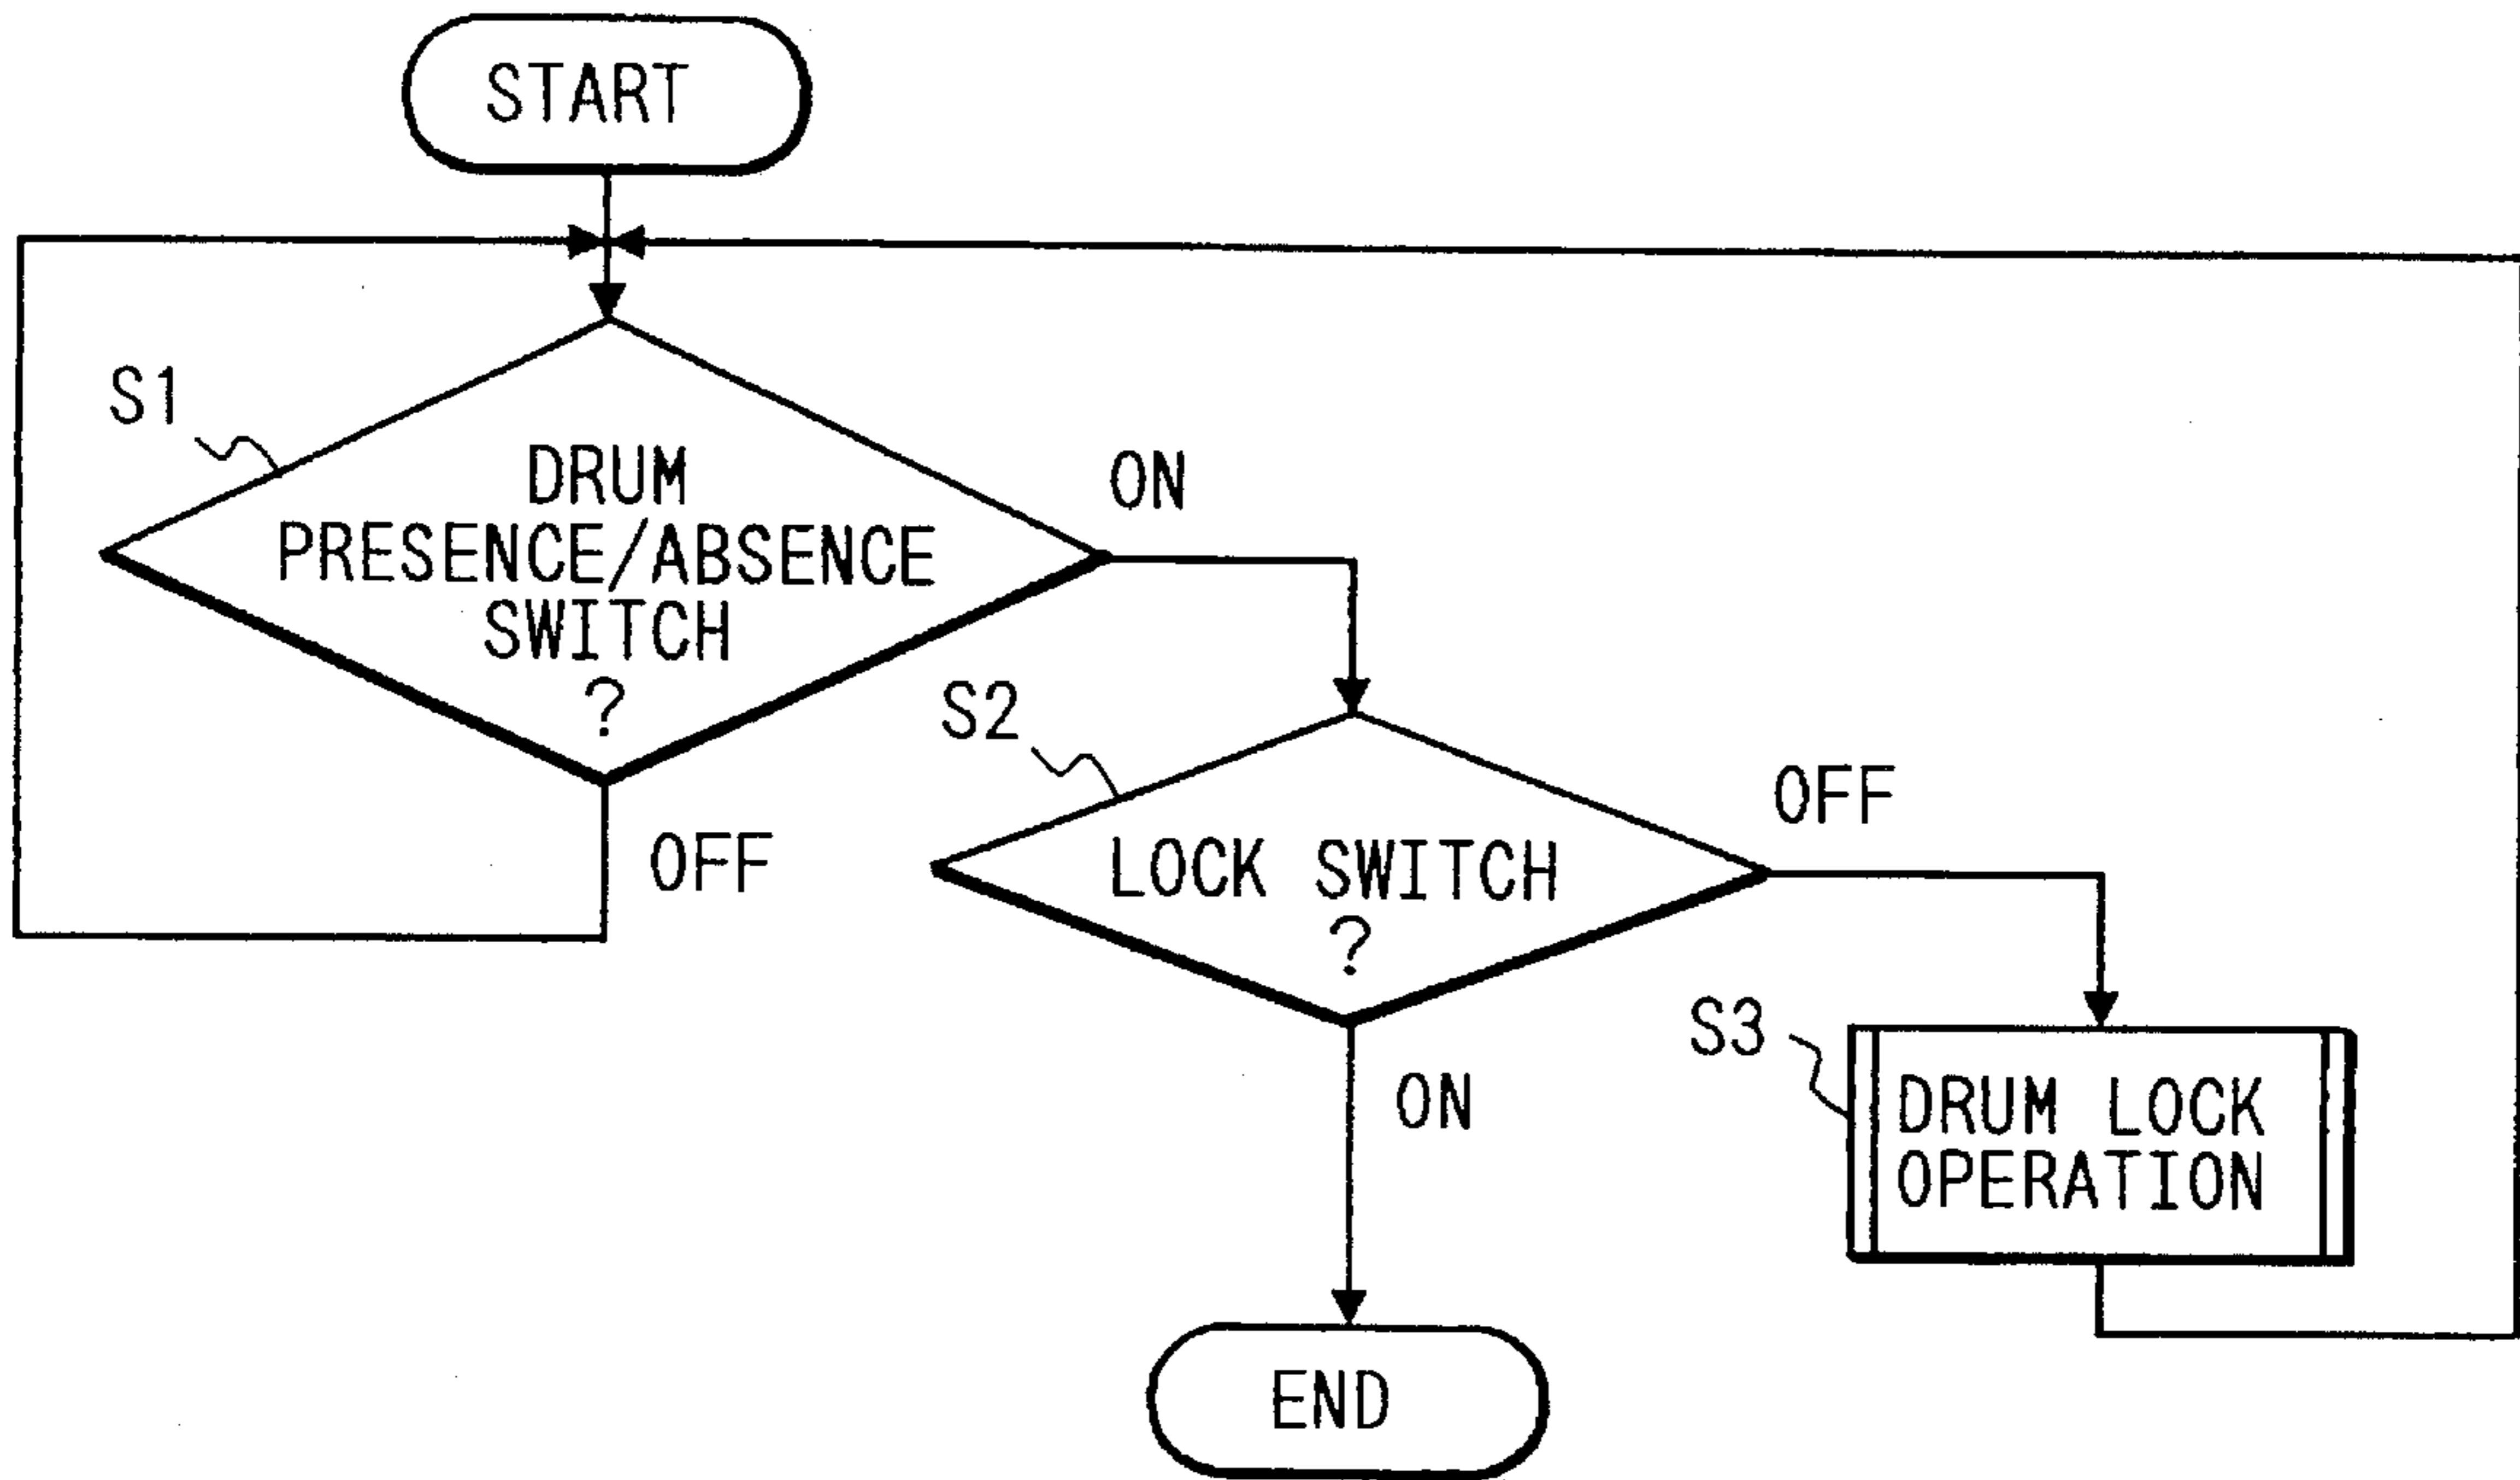 START
S1
DRUM
PRESENCE/ABSENCE
SWITCH
?
ON
OFF
S2
LOCK SWITCH
?
OFF
ON
S3
DRUM LOCK
OPERATION
END